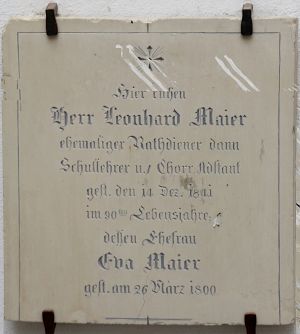 Hier ruhen
Herr Leonhard Maier
ehemaliger Rathdiener dann
Schullehrer u. Chorr
gest. den 14 Dez. 1841
im 90 Lebensjahre
deßen Ehefrau
Eva Maier
gest. am 26 März 1800